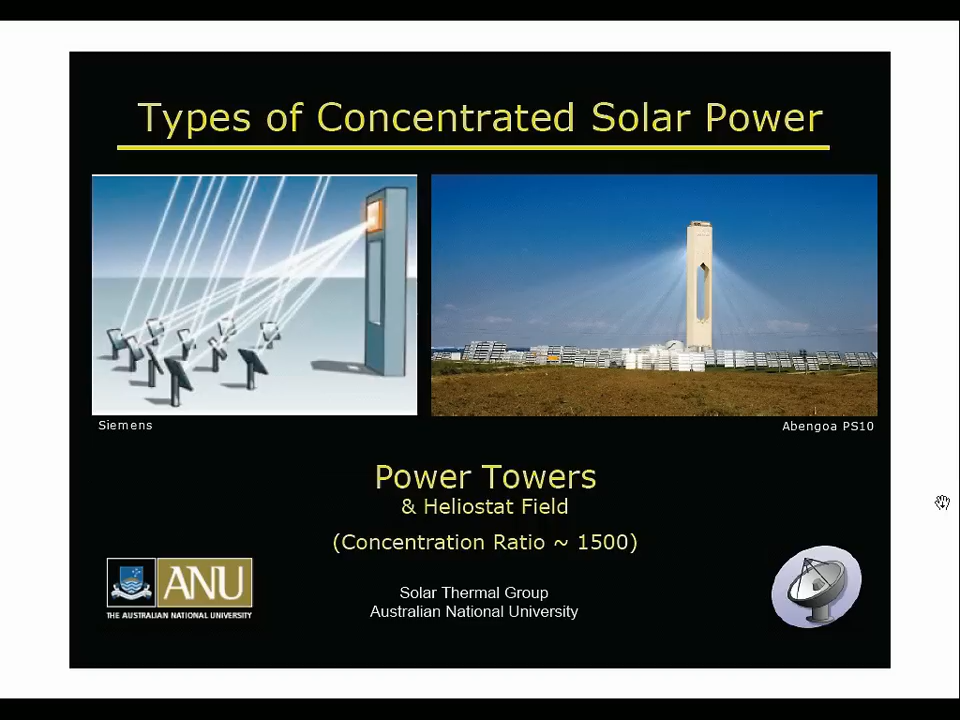 Types of Concentrated Solar Power
Siemens
Abengoa PS10
Power Towers
& Heliostat Field
(Concentration Ratio ~ 1500)
ANU
THE AUSTRALIAN NATIONAL UNIVERSITY
Solar Thermal Group
Australian National University